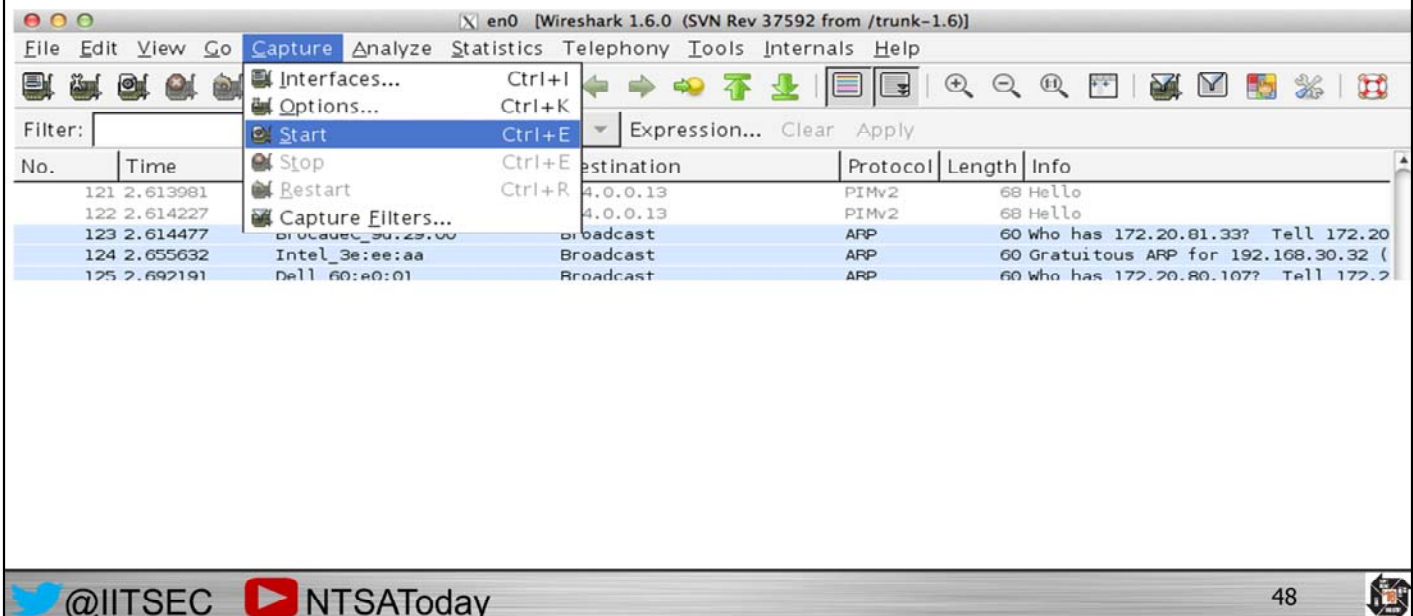 en0 [Wireshark 1.6.0 (SVN Rev 37592 from /trunk-1.6)]
File Edit View Go Capture Analyze Statistics Telephony Tools Internals Help
Interfaces... Ctrl+I
Options... Ctrl+K
Start Ctrl+E
Stop Ctrl+E
Restart Ctrl+R
Capture Filters...
Filter: Expression... Clear Apply
No. Time estination Protocol Length Info
121 2.613981 4.0.0.13 PIMv2 68 Hello
122 2.614227 4.0.0.13 PIMv2 68 Hello
123 2.614477 Broadcast ARP 60 Who has 172.20.81.33? Tell 172.20
124 2.655632 Intel_3e:ee:aa Broadcast ARP 60 Gratuitous ARP for 192.168.30.32 (
125 2.692191 Dell_60:e0:01 Broadcast ARP 60 Who has 172.20.80.107? Tell 172.2
@IITSEC NTSAToday 48